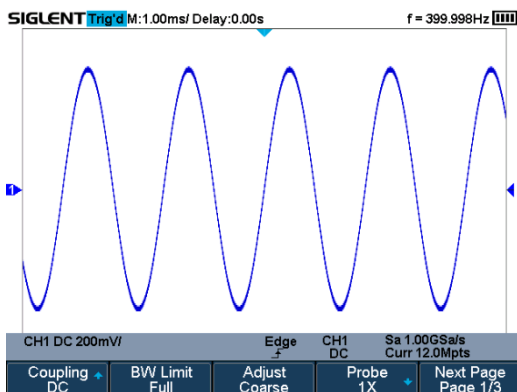 SIGLENT Trig'd M:1.00ms/ Delay:0.00s f = 399.998Hz
1
CH1 DC 200mV/ Edge CH1 Sa 1.00GSa/s
DC Curr 12.0Mpts
Coupling BW Limit Adjust Probe Next Page
DC Full Coarse 1X Page 1/3